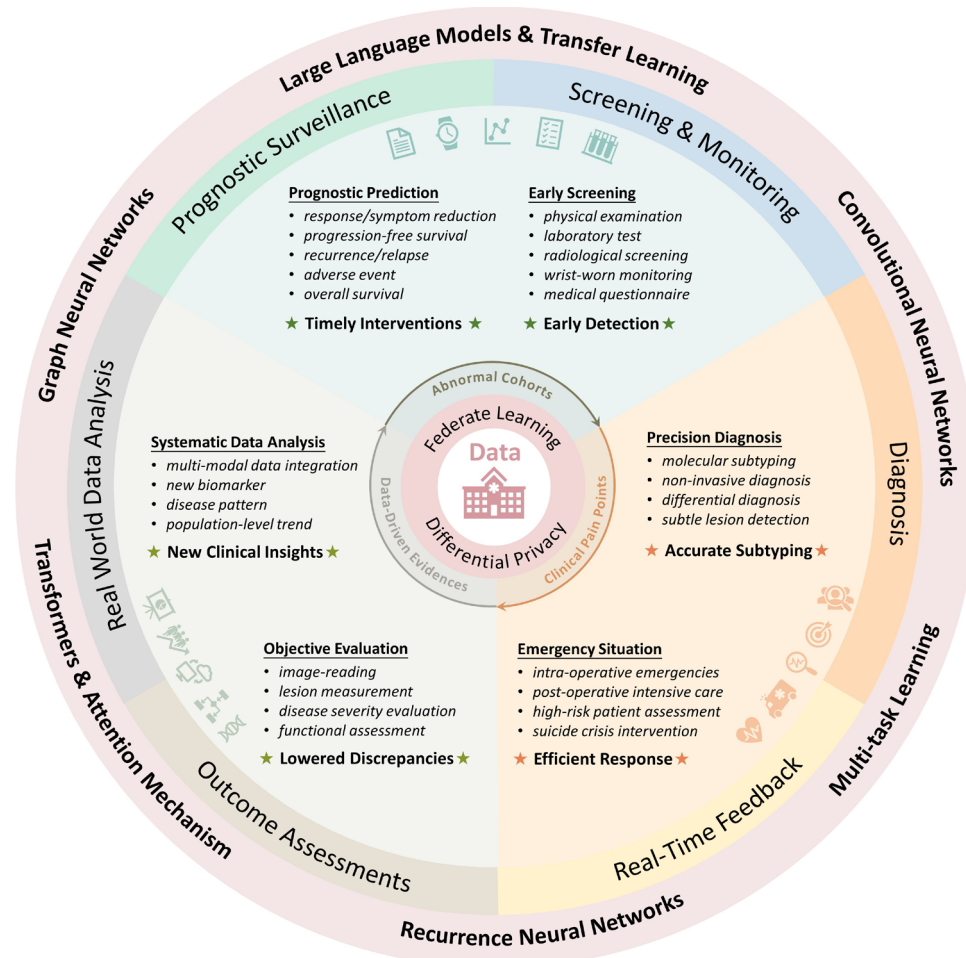 Large Language Models & Transfer Learning
Prognostic Surveillance
Screening & Monitoring
Graph Neural Networks
Convolutional Neural Networks
Prognostic Prediction
• response/symptom reduction
• progression-free survival
• recurrence/relapse
• adverse event
• overall survival
★ Timely Interventions ★
Early Screening
• physical examination
• laboratory test
• radiological screening
• wrist-worn monitoring
• medical questionnaire
★ Early Detection ★
Abnormal Cohorts
Federate Learning
Data
Differential Privacy
Data-Driven Evidences
Clinical Pain Points
Real World Data Analysis
Systematic Data Analysis
• multi-modal data integration
• new biomarker
• disease pattern
• population-level trend
★ New Clinical Insights ★
Precision Diagnosis
• molecular subtyping
• non-invasive diagnosis
• differential diagnosis
• subtle lesion detection
★ Accurate Subtyping ★
Diagnosis
Objective Evaluation
• image-reading
• lesion measurement
• disease severity evaluation
• functional assessment
★ Lowered Discrepancies ★
Emergency Situation
• intra-operative emergencies
• post-operative intensive care
• high-risk patient assessment
• suicide crisis intervention
★ Efficient Response ★
Transformers & Attention Mechanism
Multi-task Learning
Outcome Assessments
Real-Time Feedback
Recurrence Neural Networks